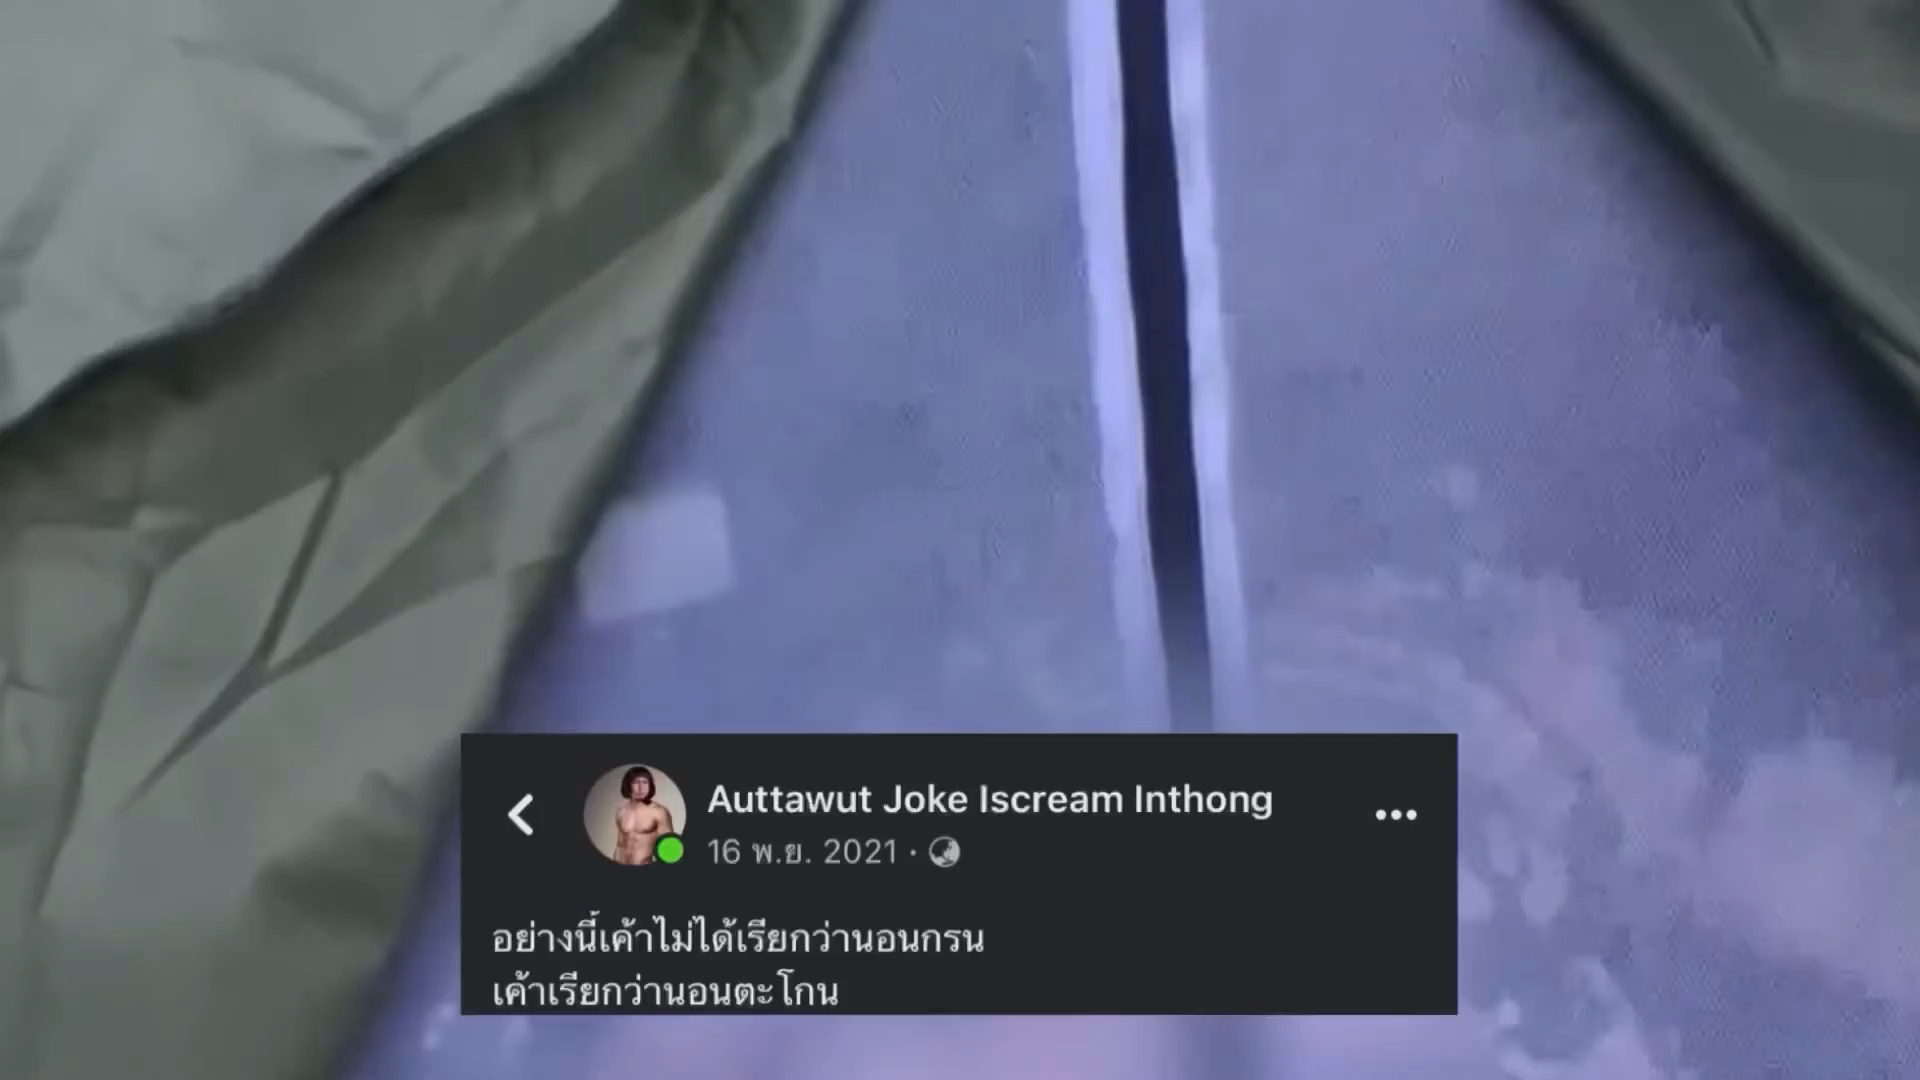 Auttawut Joke Iscream Inthong
16 พ.ย. 2021
อย่างนี้เค้าไม่ได้เรียกว่านอนกรน
เค้าเรียกว่านอนตะโกน